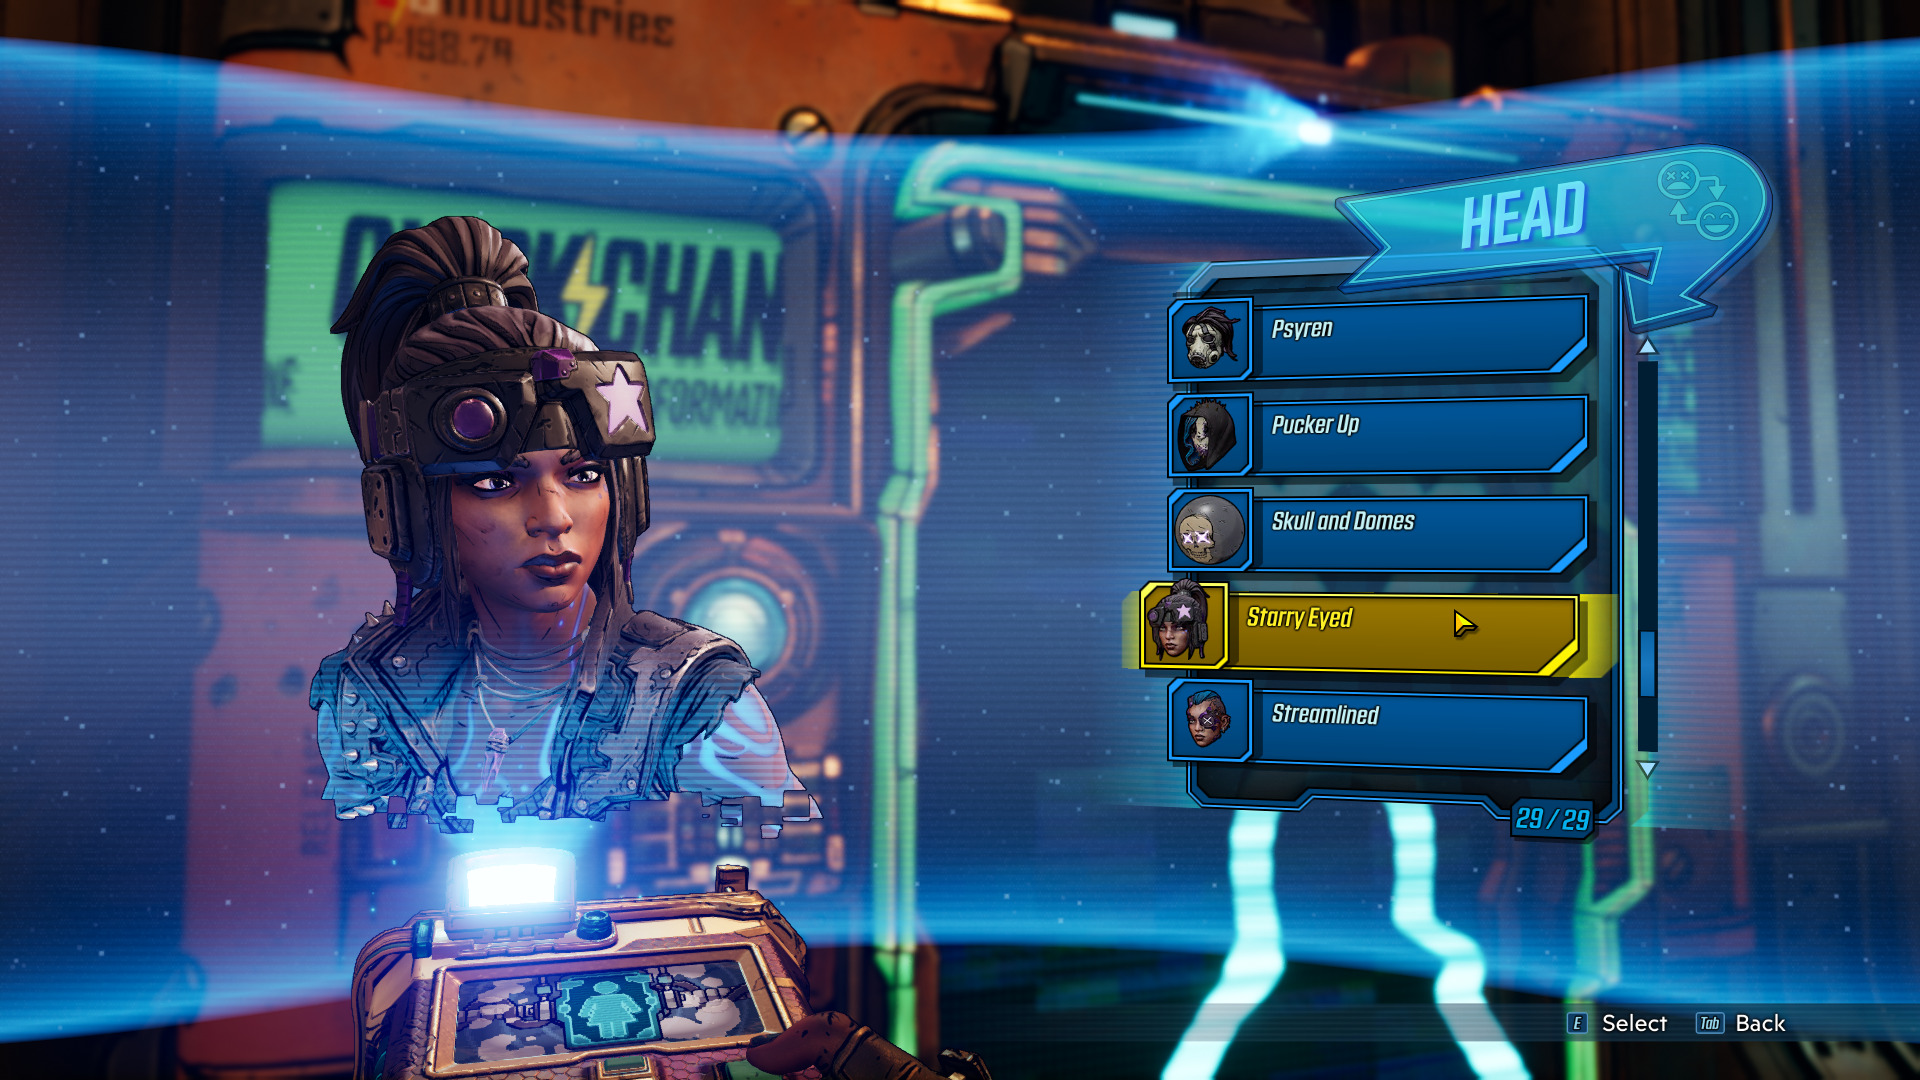 Industries
P-198.79
HEAD
Psyren
Pucker Up
Skull and Domes
Starry Eyed
Streamlined
29 / 29
E Select Tab Back